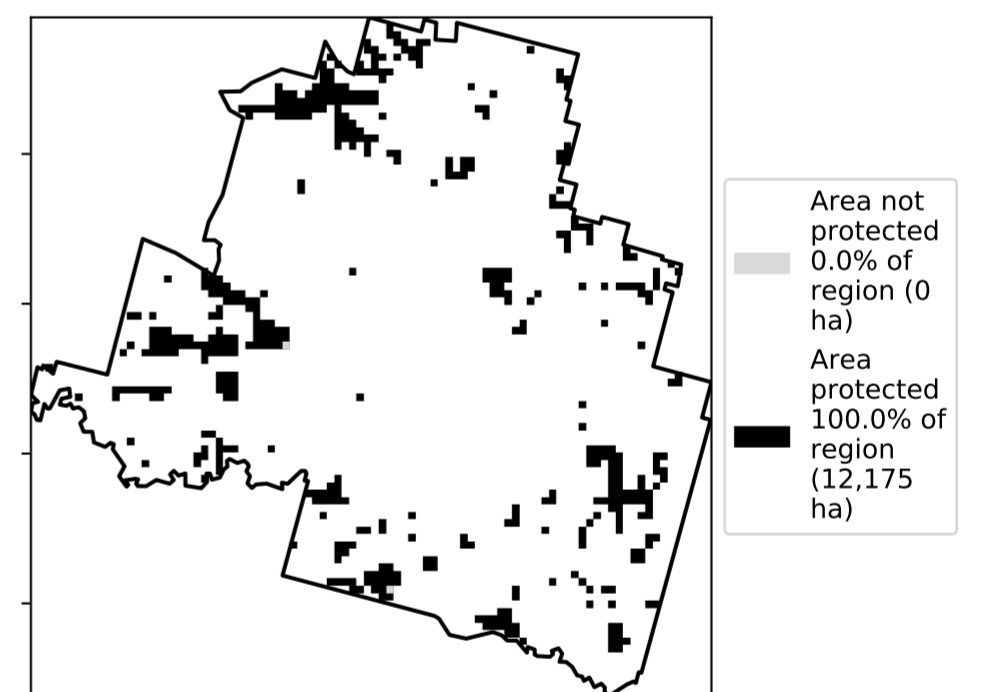 Area not
protected
0.0% of
region (0
ha)
Area
protected
100.0% of
region
(12,175
ha)